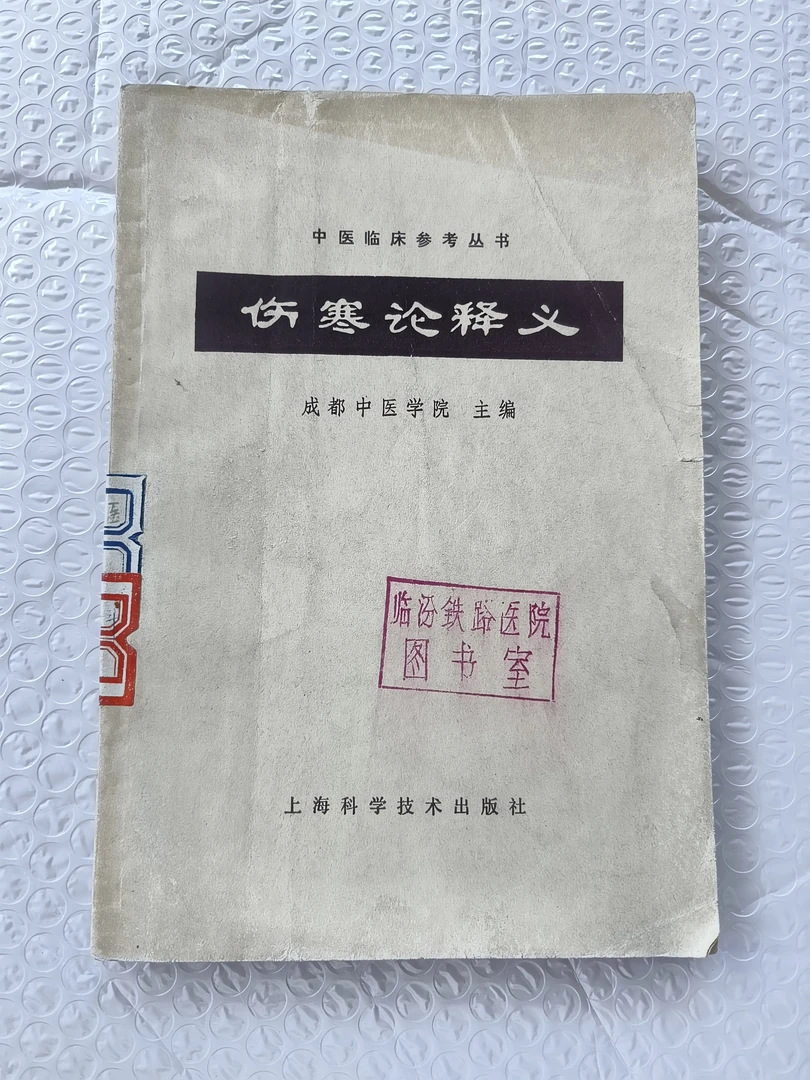 中医临床参考丛书
伤寒论释义
成都中医学院 主编
医
临汾铁路医院
图书室
上海科学技术出版社